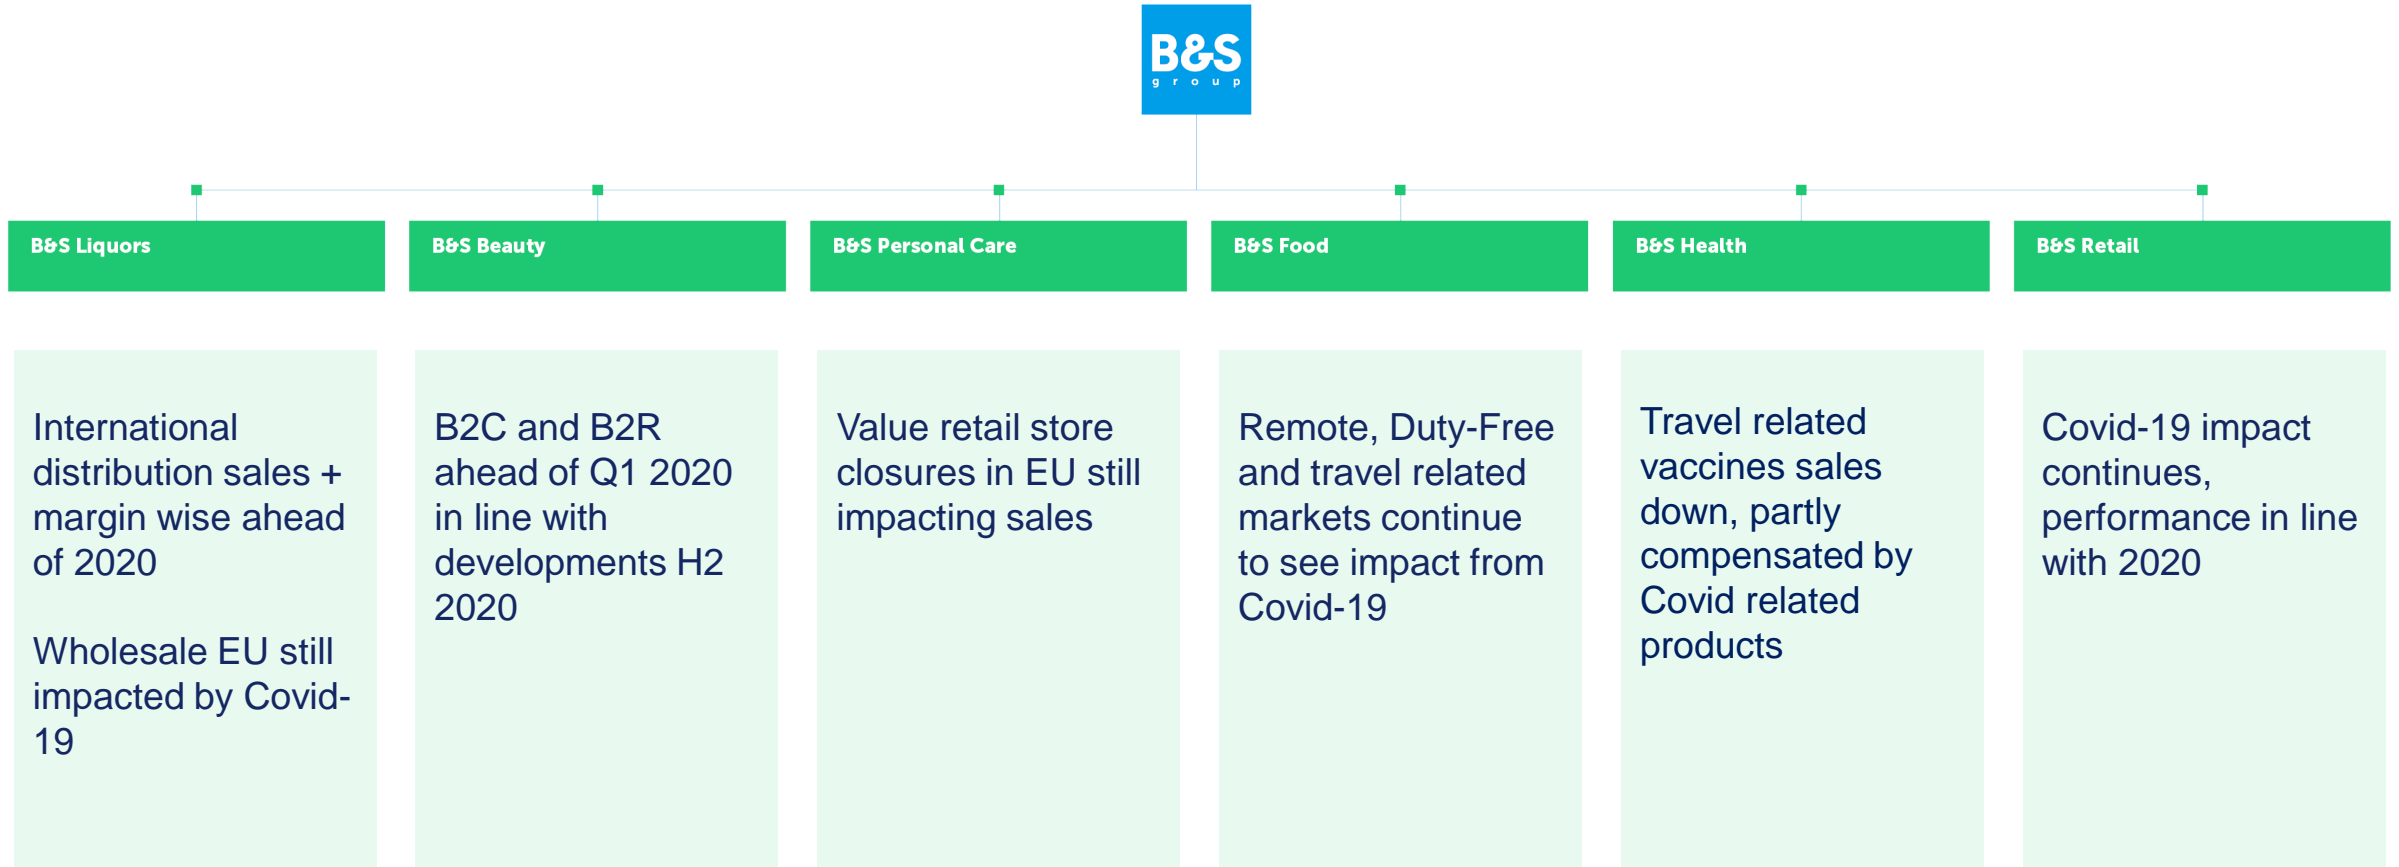 B&S
group
B&S Liquors
B&S Beauty
B&S Personal Care
B&S Food
B&S Health
B&S Retail
International
distribution sales +
margin wise ahead
of 2020
Wholesale EU still
impacted by Covid-
19
B2C and B2R
ahead of Q1 2020
in line with
developments H2
2020
Value retail store
closures in EU still
impacting sales
Remote, Duty-Free
and travel related
markets continue
to see impact from
Covid-19
Travel related
vaccines sales
down, partly
compensated by
Covid related
products
Covid-19 impact
continues,
performance in line
with 2020